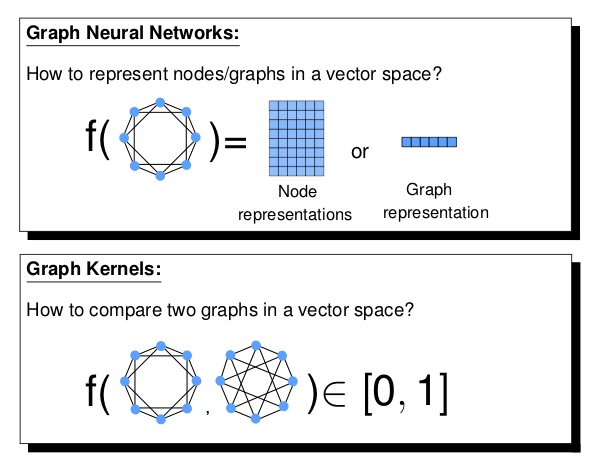 Graph Neural Networks:
How to represent nodes/graphs in a vector space?
f( ) = or
Node representations
Graph representation
Graph Kernels:
How to compare two graphs in a vector space?
f( , ) ∈ [0, 1]